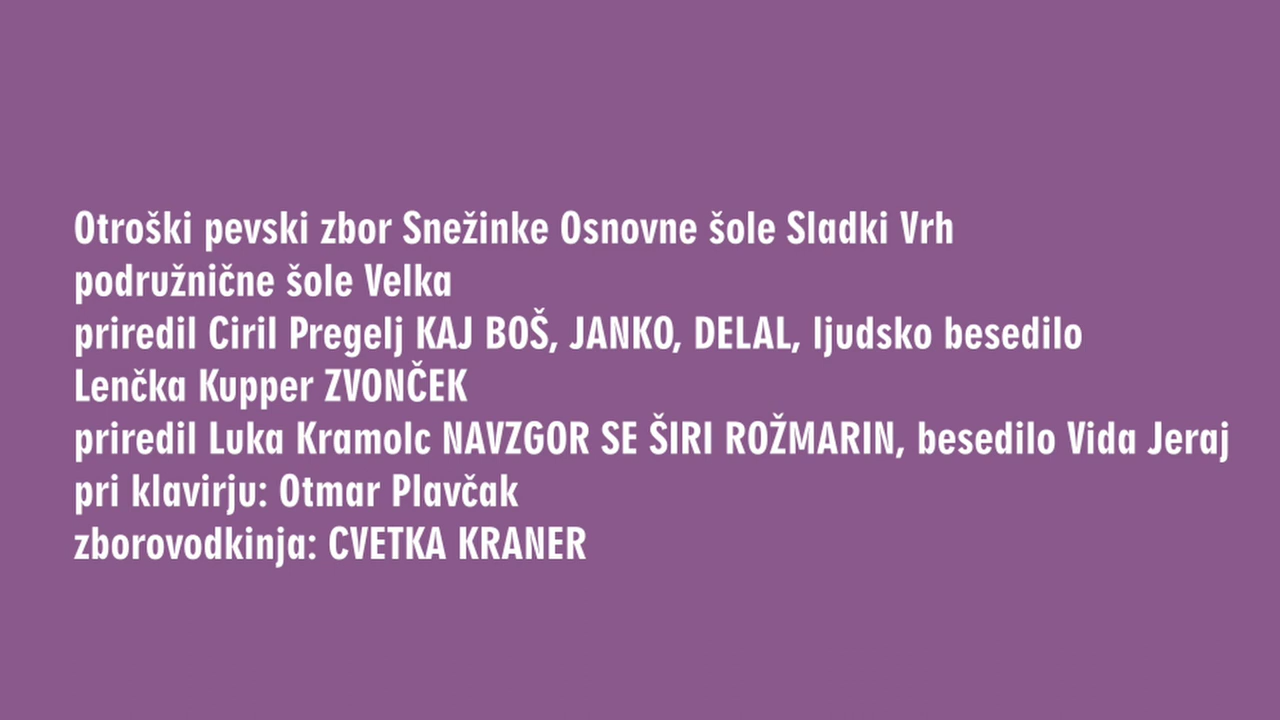 Otroški pevski zbor Snežinke Osnovne šole Sladki Vrh
podružnične šole Velka
priredil Ciril Pregelj KAJ BOŠ, JANKO, DELAL, ljudsko besedilo
Lenčka Kupper ZVONČEK
priredil Luka Kramolc NAVZGOR SE ŠIRI ROŽMARIN, besedilo Vida Jeraj
pri klavirju: Otmar Plavčak
zborovodkinja: CVETKA KRANER